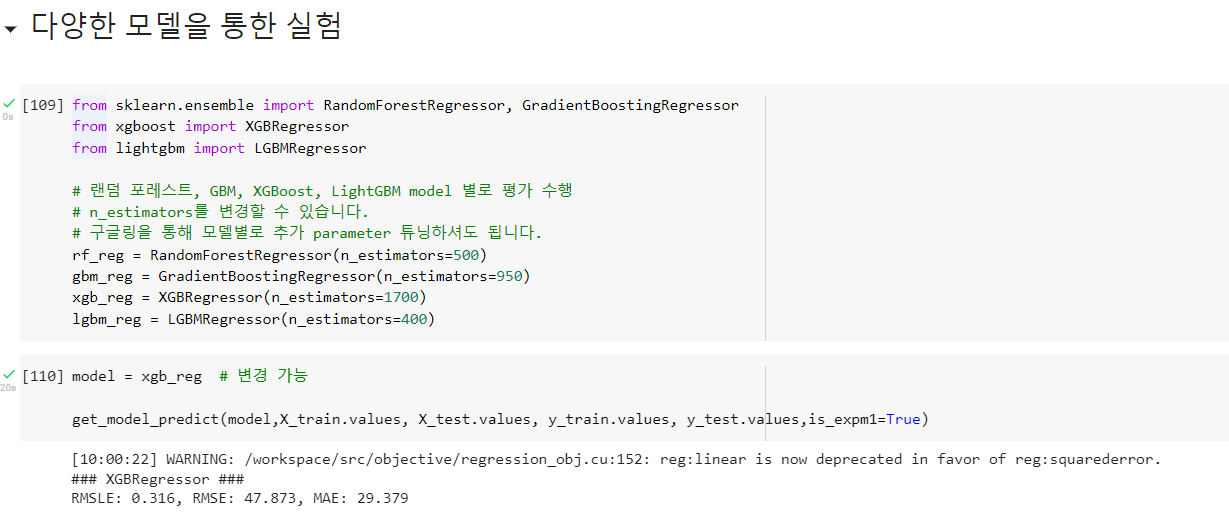 다양한 모델을 통한 실험
[109] from sklearn.ensemble import RandomForestRegressor, GradientBoostingRegressor
0s
from xgboost import XGBRegressor
from lightgbm import LGBMRegressor
# 랜덤 포레스트, GBM, XGBoost, LightGBM model 별로 평가 수행
# n_estimators를 변경할 수 있습니다.
# 구글링을 통해 모델별로 추가 parameter 튜닝하셔도 됩니다.
rf_reg = RandomForestRegressor(n_estimators=500)
gbm_reg = GradientBoostingRegressor(n_estimators=950)
xgb_reg = XGBRegressor(n_estimators=1700)
lgbm_reg = LGBMRegressor(n_estimators=400)
[110] model = xgb_reg  # 변경 가능
20s
get_model_predict(model,X_train.values, X_test.values, y_train.values, y_test.values,is_expm1=True)
[10:00:22] WARNING: /workspace/src/objective/regression_obj.cu:152: reg:linear is now deprecated in favor of reg:squarederror.
### XGBRegressor ###
RMSLE: 0.316, RMSE: 47.873, MAE: 29.379